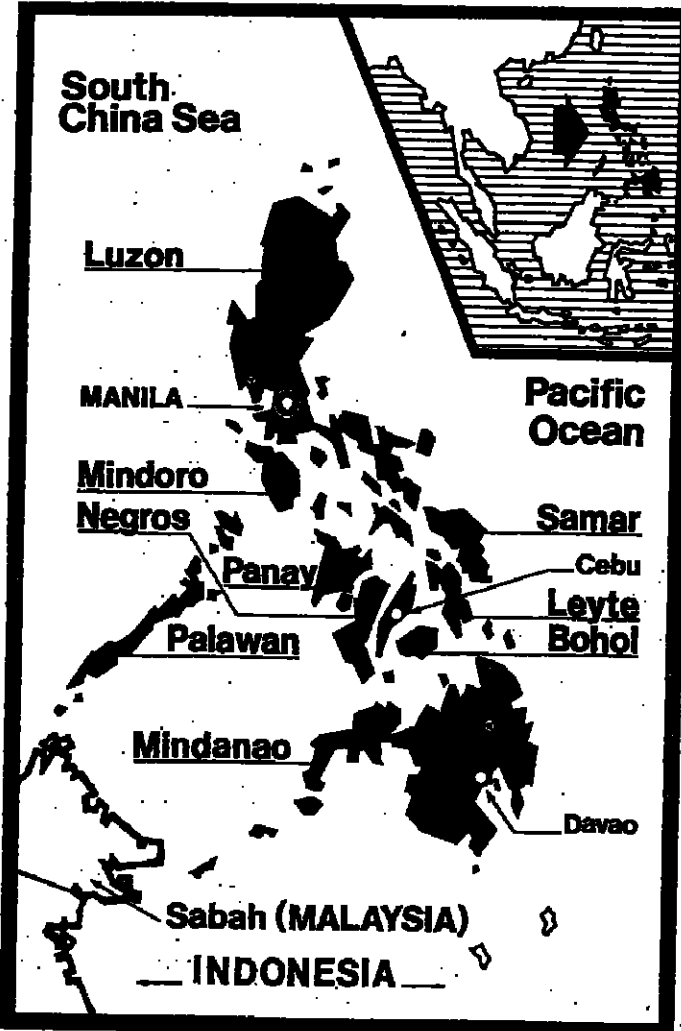 South
China Sea
Luzon
MANILA
Pacific
Ocean
Mindoro
Negros
Samar
Panay
Cebu
Leyte
Palawan
Bohol
Mindanao
Davao
Sabah (MALAYSIA)
INDONESIA